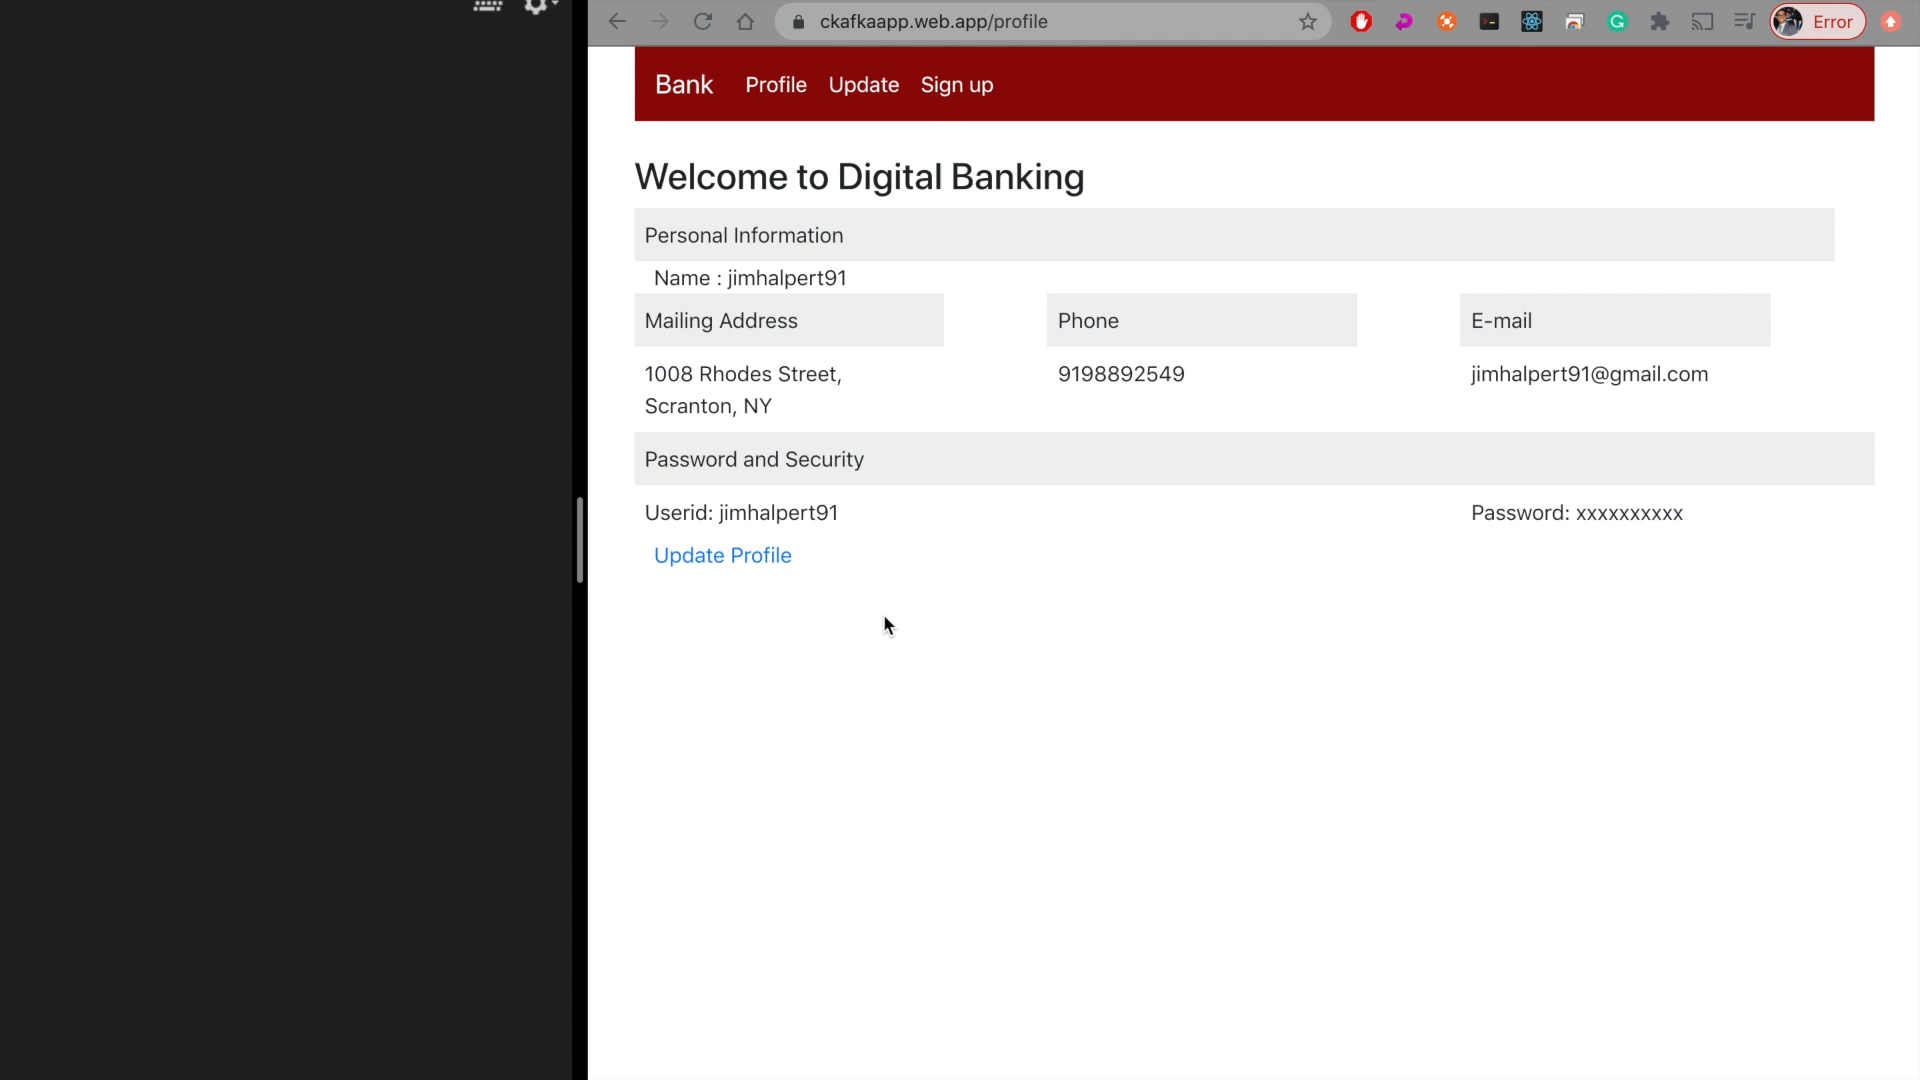 ckafkaapp.web.app/profile
Error
Bank Profile Update Sign up
Welcome to Digital Banking
Personal Information
Name : jimhalpert91
Mailing Address Phone E-mail
1008 Rhodes Street, 9198892549 jimhalpert91@gmail.com
Scranton, NY
Password and Security
Userid: jimhalpert91 Password: xxxxxxxxxx
Update Profile